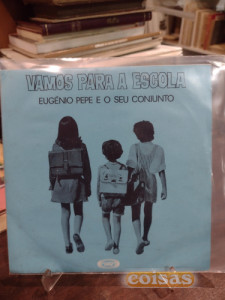 VAMOS PARA A ESCOLA
EUGÉNIO PEPE E O SEU CONJUNTO
coisas